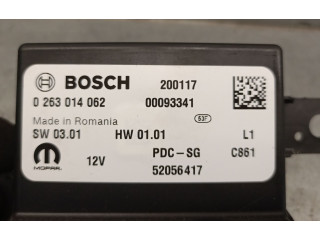 BOSCH 200117
0 263 014 062 00093341
Made in Romania 53F
SW 03.01 HW 01.01 L1
MOPAR 12V PDC-SG C861
52056417